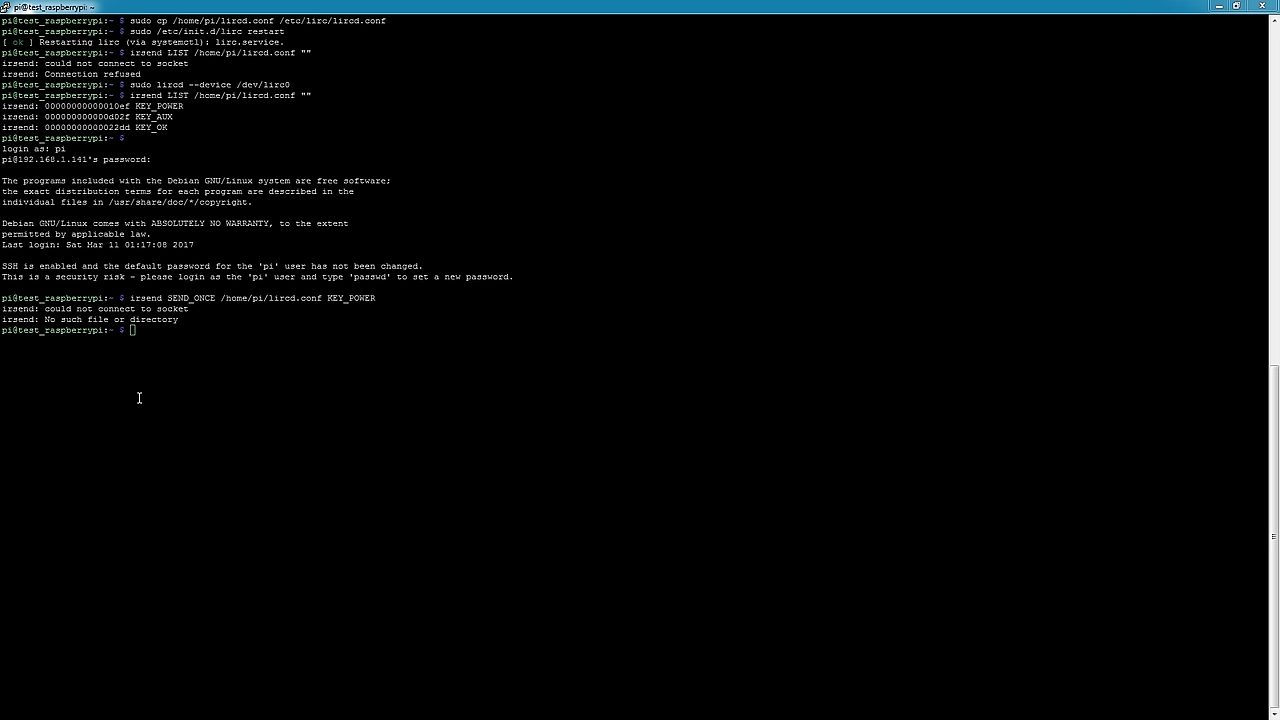 pi@test_raspberrypi: ~
pi@test_raspberrypi:~ $ sudo cp /home/pi/lircd.conf /etc/lirc/lircd.conf
pi@test_raspberrypi:~ $ sudo /etc/init.d/lirc restart
[ ok ] Restarting lirc (via systemctl): lirc.service.
pi@test_raspberrypi:~ $ irsend LIST /home/pi/lircd.conf ""
irsend: could not connect to socket
irsend: Connection refused
pi@test_raspberrypi:~ $ sudo lircd --device /dev/lirc0
pi@test_raspberrypi:~ $ irsend LIST /home/pi/lircd.conf ""
irsend: 00000000000010ef KEY_POWER
irsend: 000000000000d02f KEY_AUX
irsend: 00000000000022dd KEY_OK
pi@test_raspberrypi:~ $
login as: pi
pi@192.168.1.141's password:
The programs included with the Debian GNU/Linux system are free software;
the exact distribution terms for each program are described in the
individual files in /usr/share/doc/*/copyright.
Debian GNU/Linux comes with ABSOLUTELY NO WARRANTY, to the extent
permitted by applicable law.
Last login: Sat Mar 11 01:17:08 2017
SSH is enabled and the default password for the 'pi' user has not been changed.
This is a security risk - please login as the 'pi' user and type 'passwd' to set a new password.
pi@test_raspberrypi:~ $ irsend SEND_ONCE /home/pi/lircd.conf KEY_POWER
irsend: could not connect to socket
irsend: No such file or directory
pi@test_raspberrypi:~ $